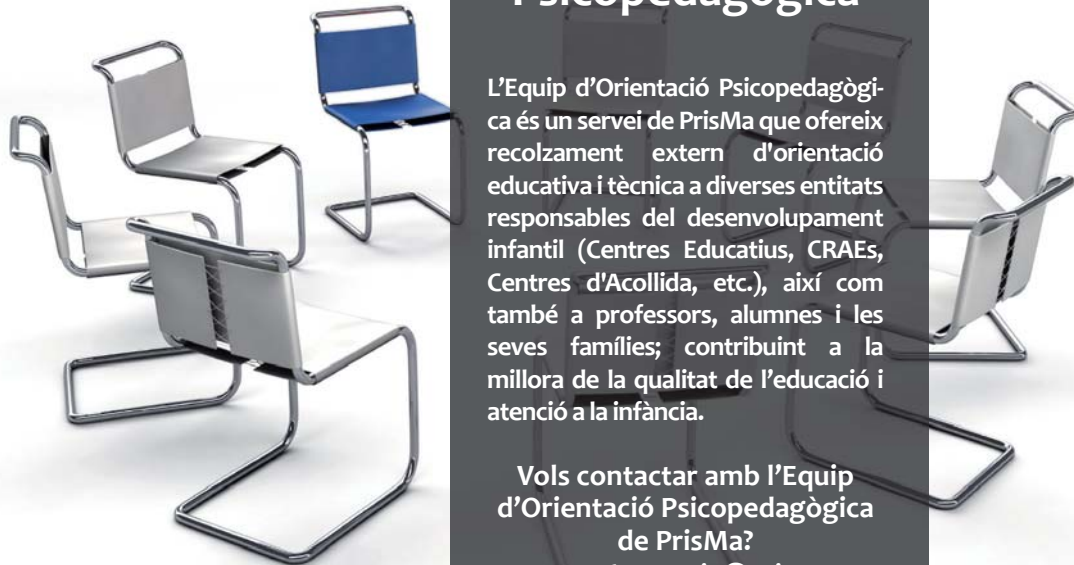 Psicopedagògica
L’Equip d’Orientació Psicopedagògi-
ca és un servei de PrisMa que ofereix
recolzament extern d'orientació
educativa i tècnica a diverses entitats
responsables del desenvolupament
infantil (Centres Educatius, CRAEs,
Centres d'Acollida, etc.), així com
també a professors, alumnes i les
seves famílies; contribuint a la
millora de la qualitat de l’educació i
atenció a la infància.
Vols contactar amb l’Equip
d’Orientació Psicopedagògica
de PrisMa?